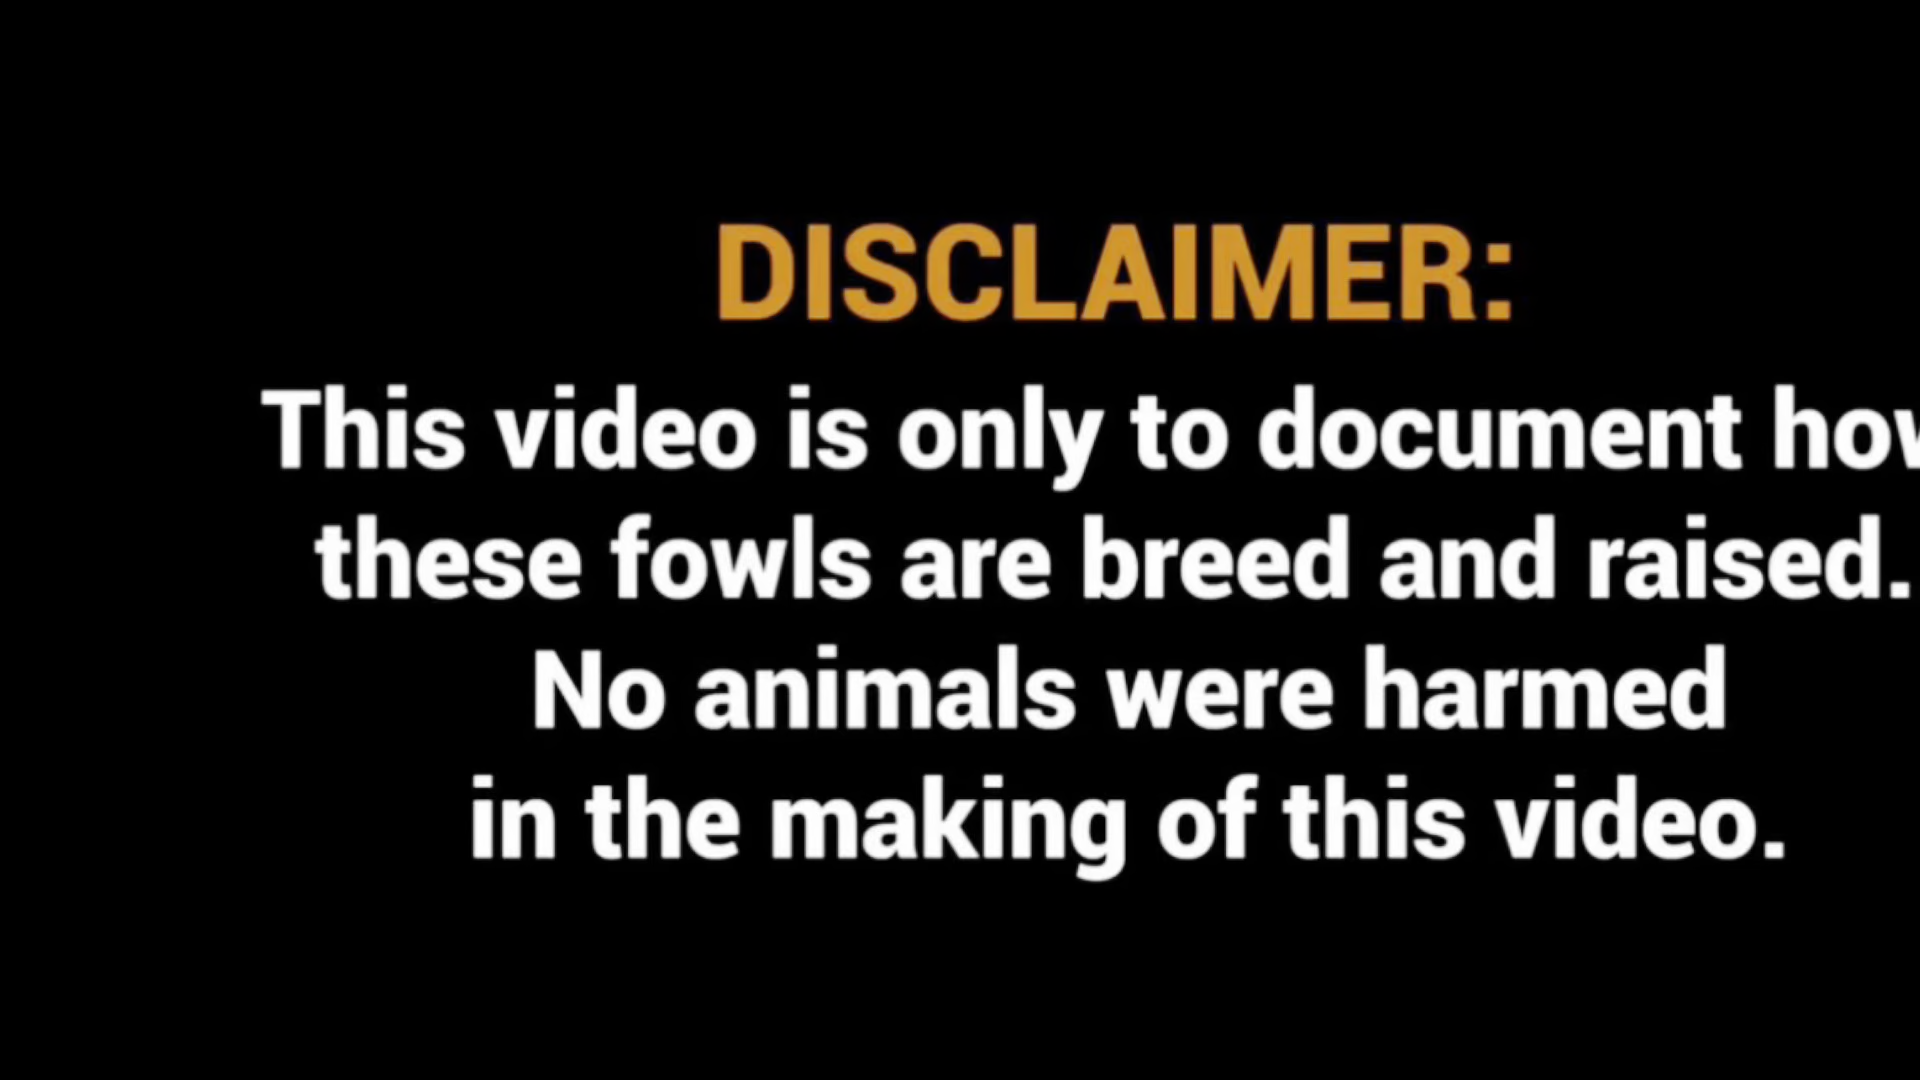 DISCLAIMER:
This video is only to document how
these fowls are breed and raised.
No animals were harmed
in the making of this video.